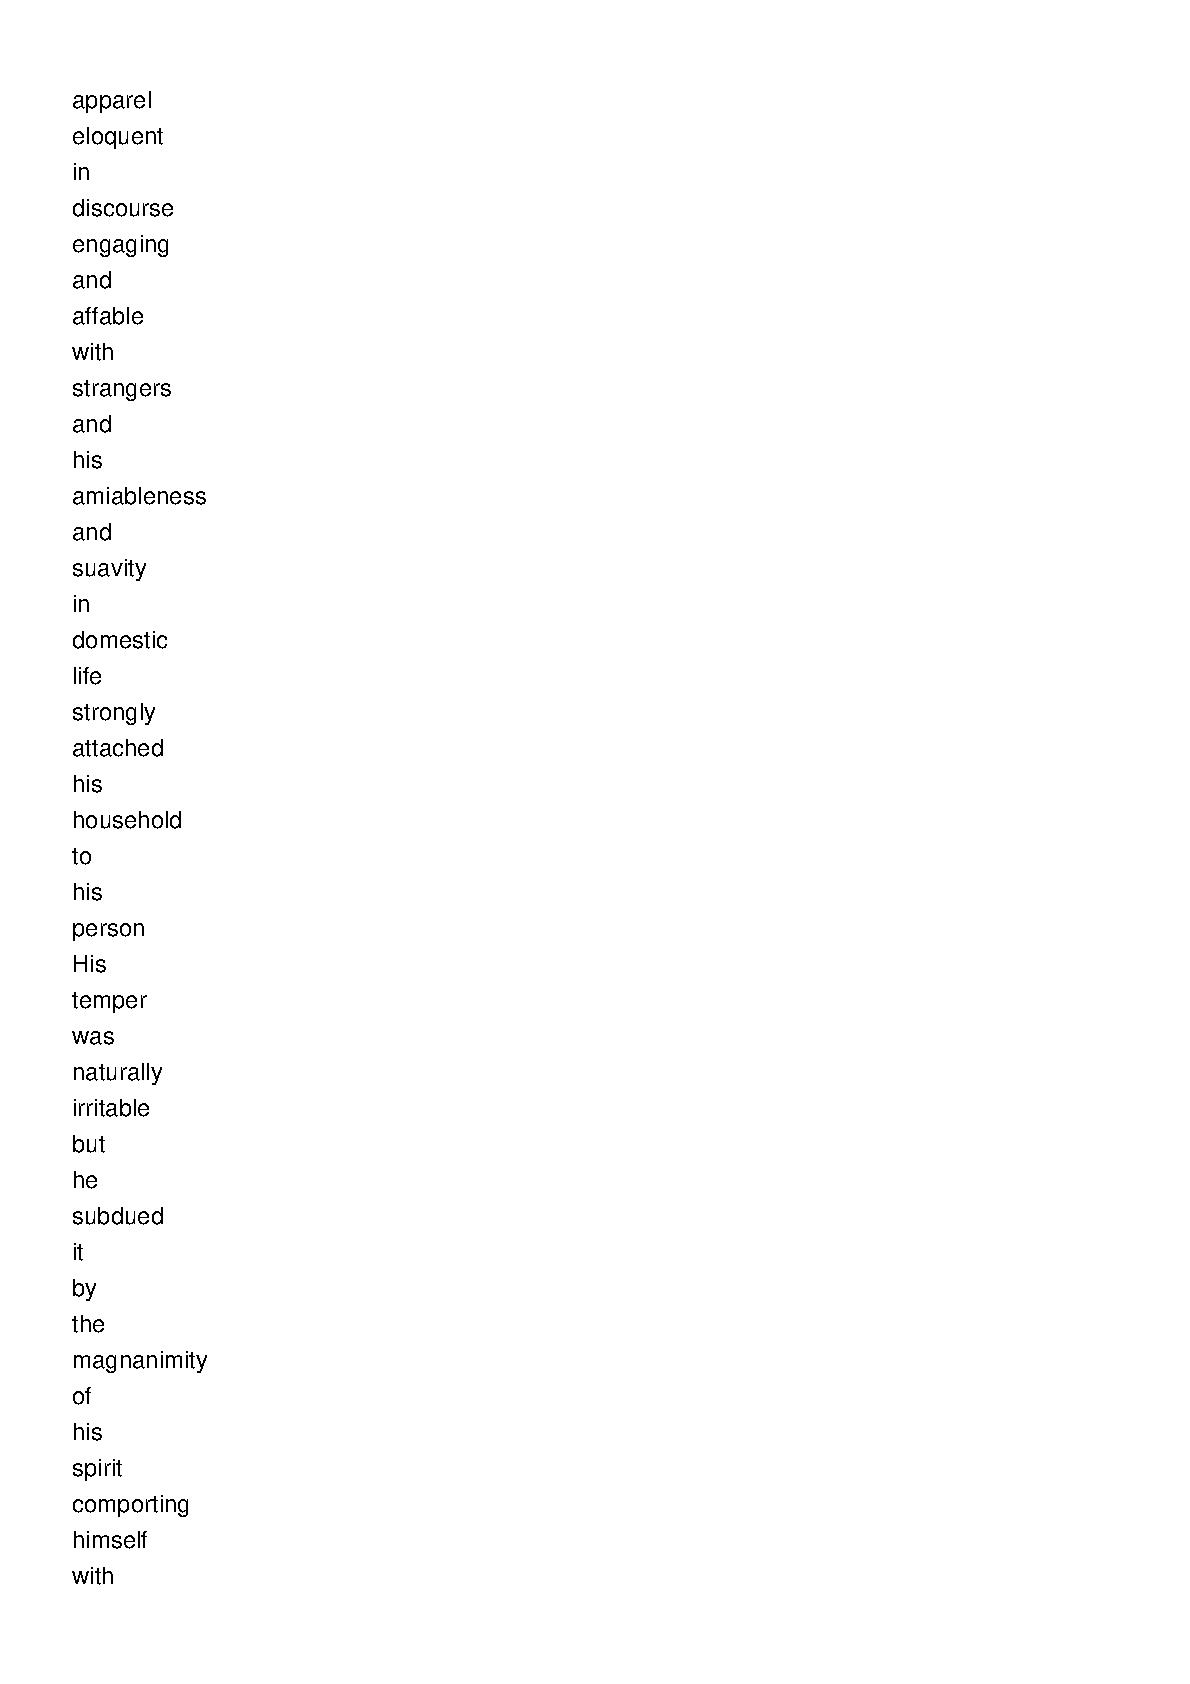 apparel
eloquent
in
discourse
engaging
and
affable
with
strangers
and
his
amiableness
and
suavity
in
domestic
life
strongly
attached
his
household
to
his
person
His
temper
was
naturally
irritable
but
he
subdued
it
by
the
magnanimity
of
his
spirit
comporting
himself
with